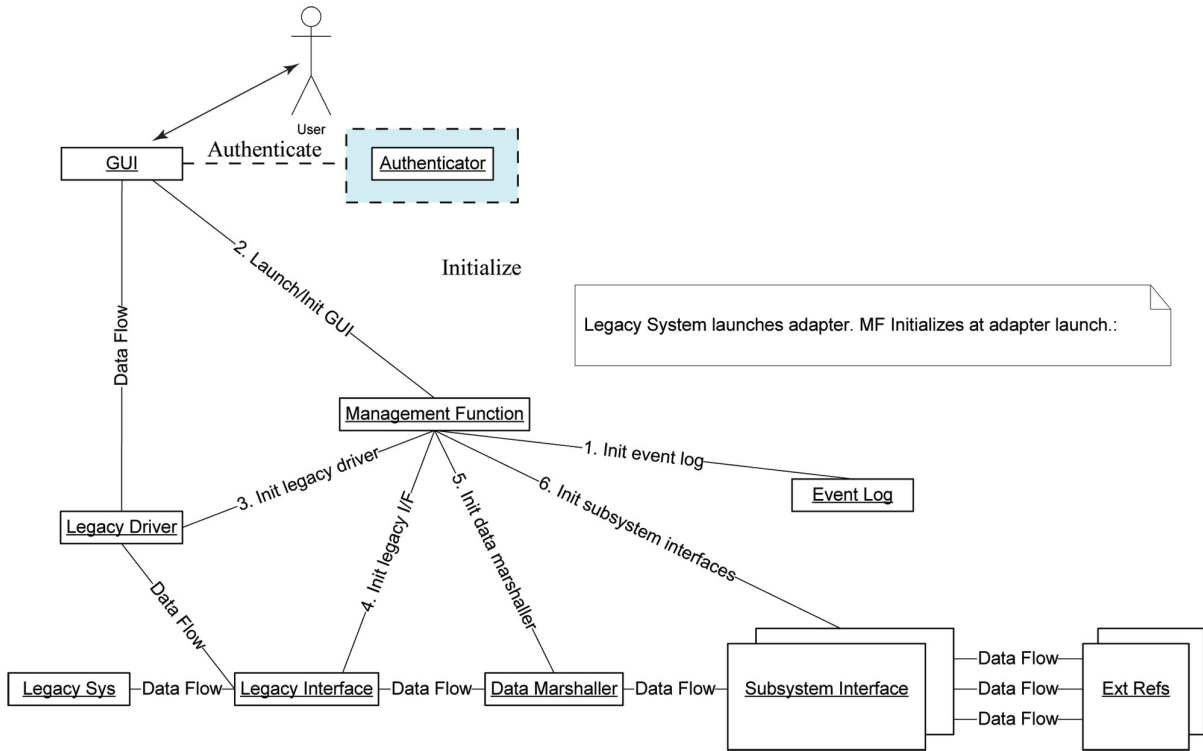 User
Authenticate
GUI
Authenticator
2. Launch/Init GUI
Initialize
Data Flow
Legacy System launches adapter. MF Initializes at adapter launch.:
Management Function
1. Init event log
3. Init legacy driver
4. Init legacy I/F
5. Init data marshaller
6. Init subsystem interfaces
Event Log
Legacy Driver
Data Flow
Legacy Sys
Data Flow
Legacy Interface
Data Flow
Data Marshaller
Data Flow
Subsystem Interface
Data Flow
Data Flow
Data Flow
Ext Refs